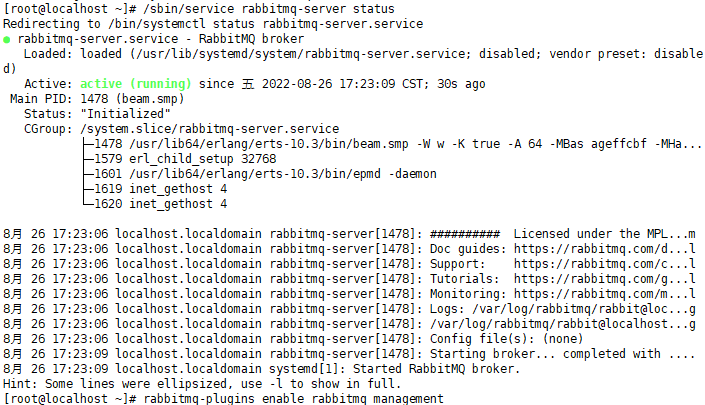 [root@localhost ~]# /sbin/service rabbitmq-server status
Redirecting to /bin/systemctl status rabbitmq-server.service
● rabbitmq-server.service - RabbitMQ broker
   Loaded: loaded (/usr/lib/systemd/system/rabbitmq-server.service; disabled; vendor preset: disable
d)
   Active: active (running) since 五 2022-08-26 17:23:09 CST; 30s ago
 Main PID: 1478 (beam.smp)
   Status: "Initialized"
   CGroup: /system.slice/rabbitmq-server.service
           ├─1478 /usr/lib64/erlang/erts-10.3/bin/beam.smp -W w -K true -A 64 -MBas ageffcbf -MHa...
           ├─1579 erl_child_setup 32768
           ├─1601 /usr/lib64/erlang/erts-10.3/bin/epmd -daemon
           ├─1619 inet_gethost 4
           └─1620 inet_gethost 4

8月 26 17:23:06 localhost.localdomain rabbitmq-server[1478]: ##########  Licensed under the MPL...m
8月 26 17:23:06 localhost.localdomain rabbitmq-server[1478]: Doc guides: https://rabbitmq.com/d...l
8月 26 17:23:06 localhost.localdomain rabbitmq-server[1478]: Support:    https://rabbitmq.com/c...l
8月 26 17:23:06 localhost.localdomain rabbitmq-server[1478]: Tutorials:  https://rabbitmq.com/g...l
8月 26 17:23:06 localhost.localdomain rabbitmq-server[1478]: Monitoring: https://rabbitmq.com/m...l
8月 26 17:23:06 localhost.localdomain rabbitmq-server[1478]: Logs: /var/log/rabbitmq/rabbit@loc...g
8月 26 17:23:06 localhost.localdomain rabbitmq-server[1478]: /var/log/rabbitmq/rabbit@localhost...g
8月 26 17:23:06 localhost.localdomain rabbitmq-server[1478]: Config file(s): (none)
8月 26 17:23:09 localhost.localdomain rabbitmq-server[1478]: Starting broker... completed with ....
8月 26 17:23:09 localhost.localdomain systemd[1]: Started RabbitMQ broker.
Hint: Some lines were ellipsized, use -l to show in full.
[root@localhost ~]# rabbitmq-plugins enable rabbitmq_management